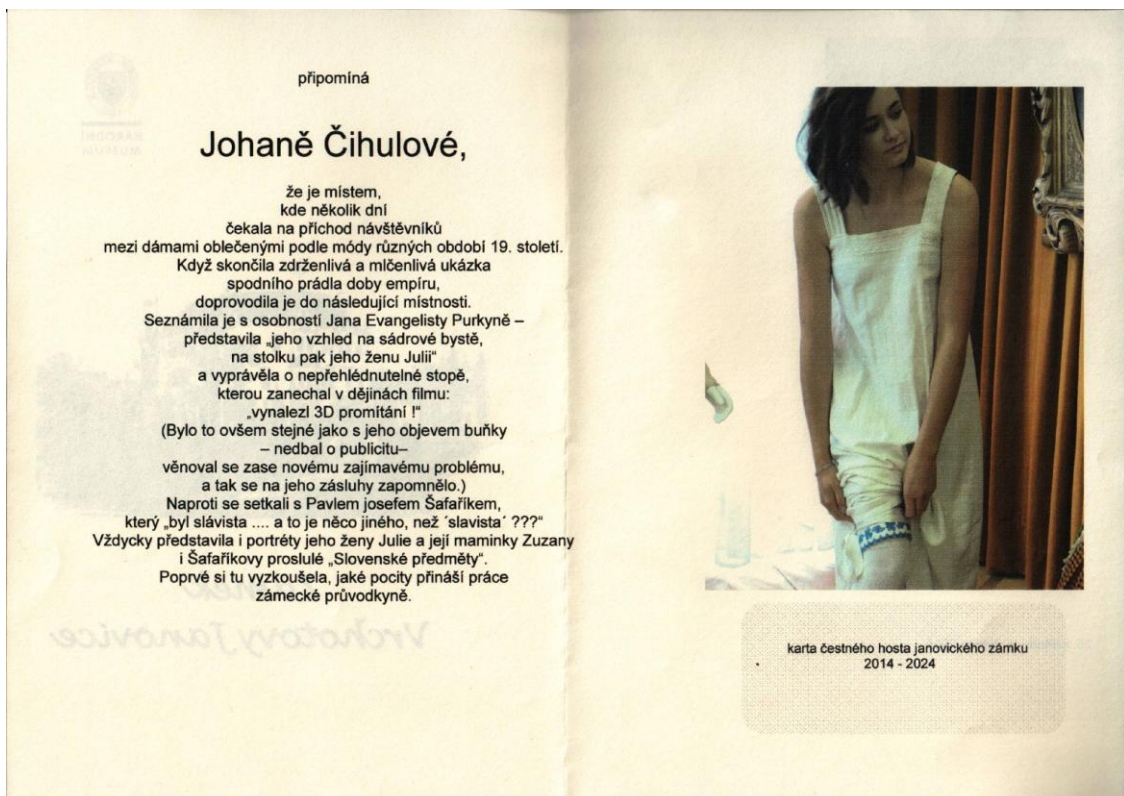 připomíná
Johaně Čihulové,
že je místem,
kde několik dní
čekala na příchod návštěvníků
mezi dámami oblečenými podle módy různých období 19. století.
Když skončila zdrženlivá a mlčenlivá ukázka
spodního prádla doby empíru,
doprovodila je do následující místnosti.
Seznámila je s osobností Jana Evangelisty Purkyně –
představila „jeho vzhled na sádrové bystě,
na stolku pak jeho ženu Julii“
a vyprávěla o nepřehlédnutelné stopě,
kterou zanechal v dějinách filmu:
„vynalezl 3D promítání !“
(Bylo to ovšem stejné jako s jeho objevem buňky
– nedbal o publicitu–
věnoval se zase novému zajímavému problému,
a tak se na jeho zásluhy zapomnělo.)
Naproti se setkali s Pavlem josefem Šafaříkem,
který „byl slávista .... a to je něco jiného, než ´slavista´ ???“
Vždycky představila i portréty jeho ženy Julie a její maminky Zuzany
i Šafaříkovy proslulé „Slovenské předměty“.
Poprvé si tu vyzkoušela, jaké pocity přináší práce
zámecké průvodkyně.
NÁRODNÍ
MUZEUM
zámek
Vrchotovy Janovice
karta čestného hosta janovického zámku
2014 - 2024